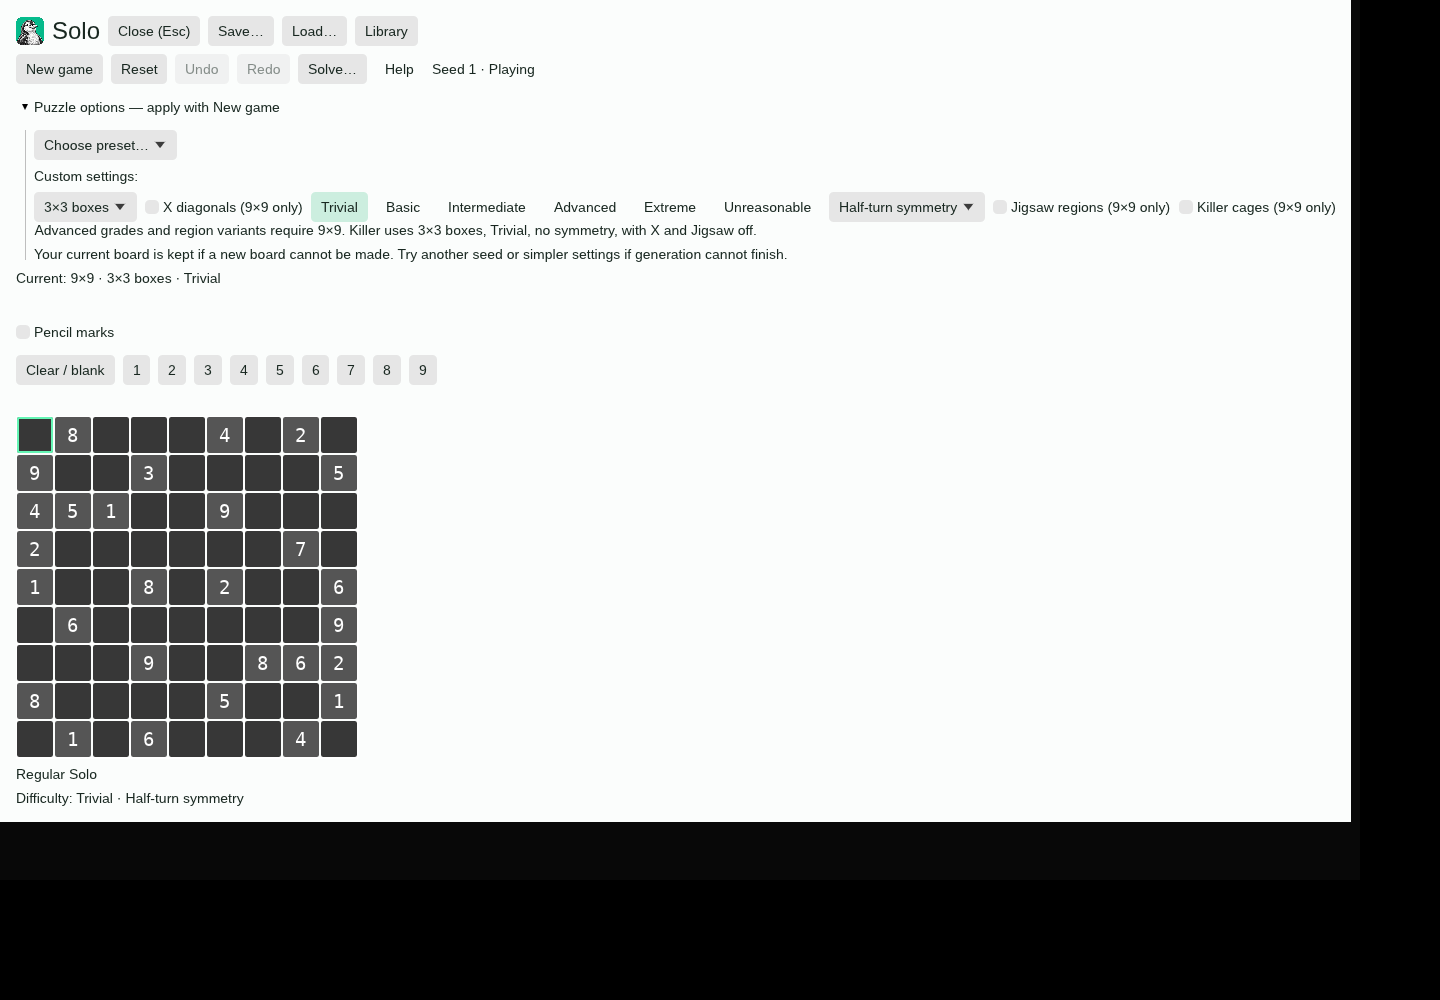 Solo Close (Esc) Save… Load… Library
New game Reset Undo Redo Solve… Help Seed 1 · Playing
Puzzle options — apply with New game
Choose preset…
Custom settings:
3×3 boxes X diagonals (9×9 only) Trivial Basic Intermediate Advanced Extreme Unreasonable Half-turn symmetry Jigsaw regions (9×9 only) Killer cages (9×9 only)
Advanced grades and region variants require 9×9. Killer uses 3×3 boxes, Trivial, no symmetry, with X and Jigsaw off.
Your current board is kept if a new board cannot be made. Try another seed or simpler settings if generation cannot finish.
Current: 9×9 · 3×3 boxes · Trivial
Pencil marks
Clear / blank 1 2 3 4 5 6 7 8 9
8 4 2
9 3 5
4 5 1 9
2 7
1 8 2 6
6 9
9 8 6 2
8 5 1
1 6 4
Regular Solo
Difficulty: Trivial · Half-turn symmetry